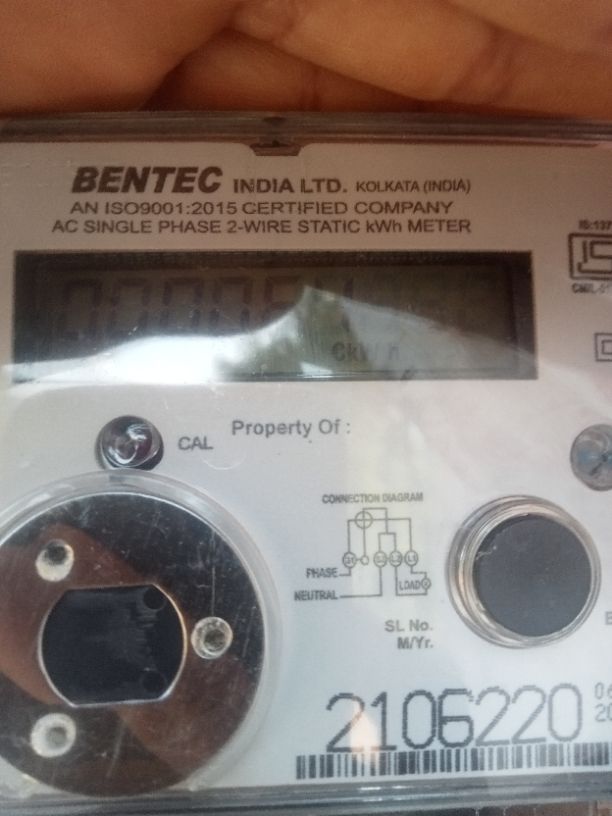 BENTEC INDIA LTD. KOLKATA (INDIA)
AN ISO9001:2015 CERTIFIED COMPANY
AC SINGLE PHASE 2-WIRE STATIC kWh METER
CAL
Property Of :
CONNECTION DIAGRAM
PHASE
NEUTRAL
LOAD
SL No.
M/Yr.
2106220